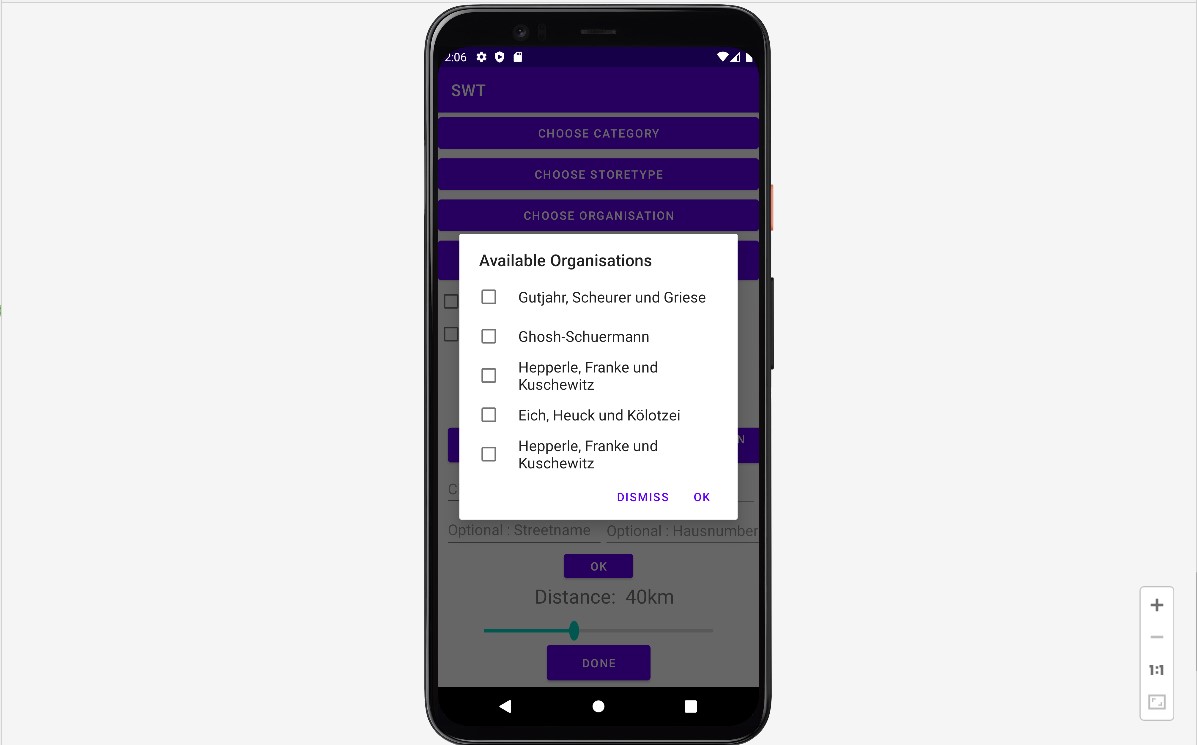 2:06
SWT
CHOOSE CATEGORY
CHOOSE STORETYPE
CHOOSE ORGANISATION
Available Organisations
Gutjahr, Scheurer und Griese
Ghosh-Schuermann
Hepperle, Franke und
Kuschewitz
Eich, Heuck und Kölotzei
Hepperle, Franke und
Kuschewitz
N
DISMISS OK
C
Optional : Streetname Optional : Hausnumber
OK
Distance: 40km
DONE
1:1